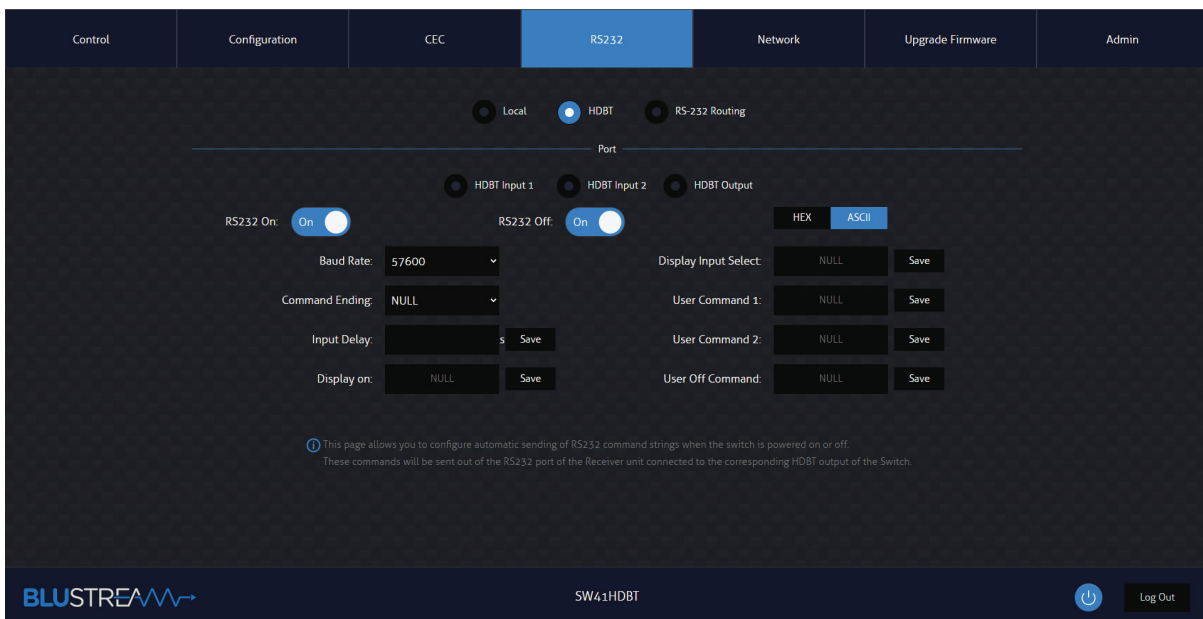 Control Configuration CEC RS232 Network Upgrade Firmware Admin
Local HDBT RS-232 Routing
Port
HDBT Input 1 HDBT Input 2 HDBT Output
RS232 On: On RS232 Off: On HEX ASCII
Baud Rate: 57600 Display Input Select: NULL Save
Command Ending: NULL User Command 1: NULL Save
Input Delay: s Save User Command 2: NULL Save
Display on: NULL Save User Off Command: NULL Save
This page allows you to configure automatic sending of RS232 command strings when the switch is powered on or off.
These commands will be sent out of the RS232 port of the Receiver unit connected to the corresponding HDBT output of the Switch.
BLUSTREAM SW41HDBT Log Out